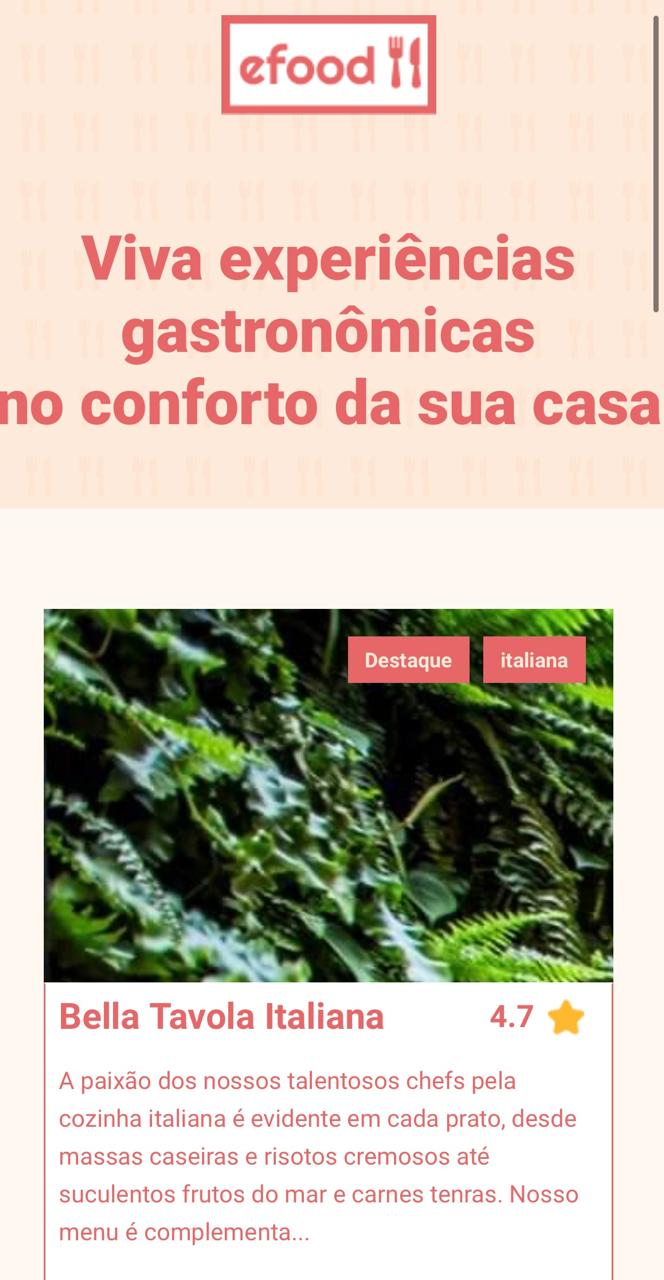 efood
Viva experiências
gastronômicas
no conforto da sua casa
Destaque
italiana
Bella Tavola Italiana
4.7
A paixão dos nossos talentosos chefs pela
cozinha italiana é evidente em cada prato, desde
massas caseiras e risotos cremosos até
suculentos frutos do mar e carnes tenras. Nosso
menu é complementa...